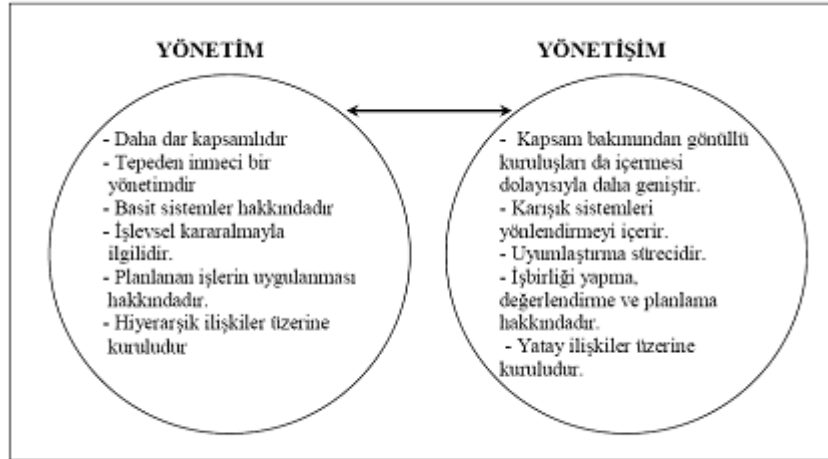 YÖNETİM
- Daha dar kapsamlıdır
- Tepeden inmeci bir
yönetimdir
- Basit sistemler hakkındadır
- İşlevsel kararalmayla
ilgilidir.
- Planlanan işlerin uygulanması
hakkındadır.
- Hiyerarşik ilişkiler üzerine
kuruludur
YÖNETİŞİM
- Kapsam bakımından gönüllü
kuruluşları da içermesi
dolayısıyla daha geniştir.
- Karışık sistemleri
yönlendirmeyi içerir.
- Uyumlaştırma sürecidir.
- İşbirliği yapma,
değerlendirme ve planlama
hakkındadır.
- Yatay ilişkiler üzerine
kuruludur.